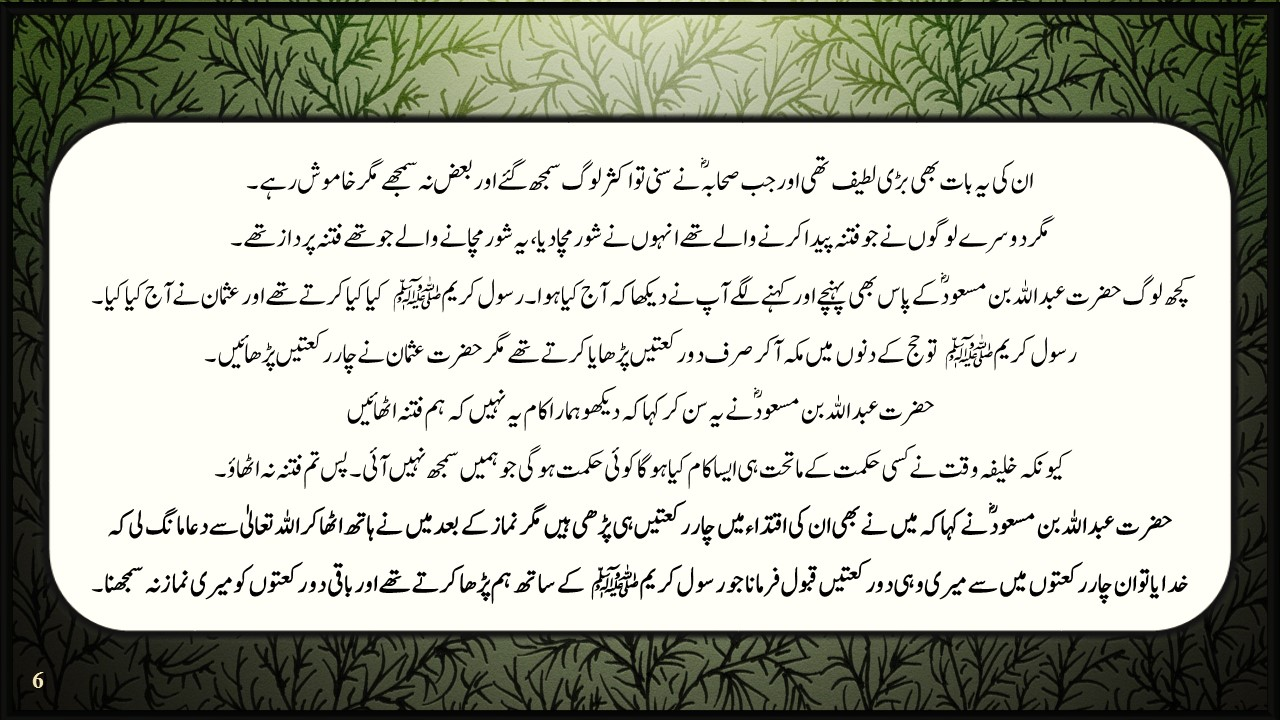 ان کی یہ بات بھی بڑی لطیف تھی اور جب صحابہؓ نے سنی تو اکثر لوگ سمجھ گئے اور بعض نہ سمجھے مگر خاموش رہے۔
مگر دوسرے لوگوں نے جو فتنہ پیدا کرنے والے تھے انہوں نے شور مچا دیا، یہ شور مچانے والے جو تھے فتنہ پرداز تھے۔
کچھ لوگ حضرت عبد اللہ بن مسعودؓ کے پاس بھی پہنچے اور کہنے لگے آپ نے دیکھا کہ آج کیا ہوا۔ رسول کریم ﷺ کیا کیا کرتے تھے اور عثمان نے آج کیا کیا۔
رسول کریم ﷺ تو حج کے دنوں میں مکہ آکر صرف دو رکعتیں پڑھایا کرتے تھے مگر حضرت عثمان نے چار رکعتیں پڑھائیں۔
حضرت عبد اللہ بن مسعودؓ نے یہ سن کر کہا کہ دیکھو ہمارا کام یہ نہیں کہ ہم فتنہ اٹھائیں
کیونکہ خلیفہ وقت نے کسی حکمت کے ماتحت ہی ایسا کام کیا ہوگا کوئی حکمت ہوگی جو ہمیں سمجھ نہیں آئی۔ پس تم فتنہ نہ اٹھاؤ۔
حضرت عبد اللہ بن مسعودؓ نے کہا کہ میں نے بھی ان کی اقتداء میں چار رکعتیں ہی پڑھی ہیں مگر نماز کے بعد میں نے ہاتھ اٹھا کر اللہ تعالیٰ سے دعا مانگ لی کہ
خدایا تو ان چار رکعتوں میں سے میری وہی دو رکعتیں قبول فرمانا جو رسول کریم ﷺ کے ساتھ ہم پڑھا کرتے تھے اور باقی دو رکعتوں کو میری نماز نہ سمجھنا۔
6